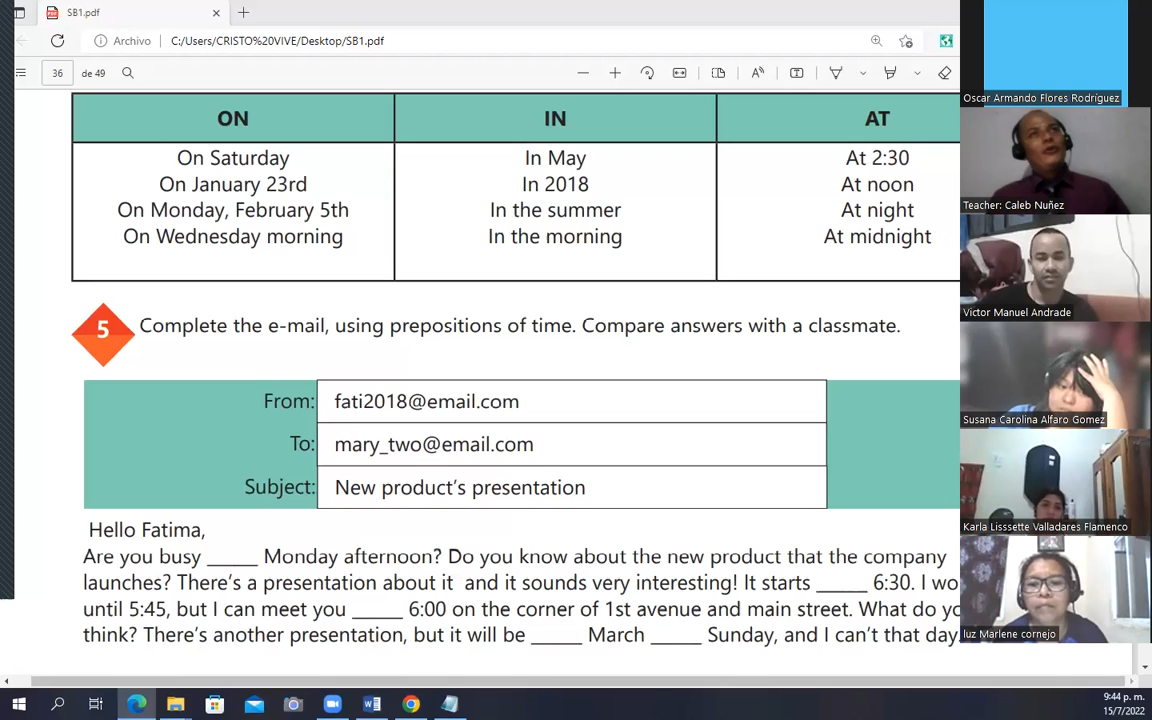 SB1.pdf
Archivo
C:/Users/CRISTO%20VIVE/Desktop/SB1.pdf
36 de 49
ON IN AT
On Saturday In May At 2:30
On January 23rd In 2018 At noon
On Monday, February 5th In the summer At night
On Wednesday morning In the morning At midnight
5 Complete the e-mail, using prepositions of time. Compare answers with a classmate.
From: fati2018@email.com
To: mary_two@email.com
Subject: New product's presentation
Hello Fatima,
Are you busy _____ Monday afternoon? Do you know about the new product that the company
launches? There's a presentation about it and it sounds very interesting! It starts _____ 6:30. I wo
until 5:45, but I can meet you _____ 6:00 on the corner of 1st avenue and main street. What do yo
think? There's another presentation, but it will be _____ March _____ Sunday, and I can't that day
Oscar Armando Flores Rodríguez
Teacher: Caleb Nuñez
Victor Manuel Andrade
Susana Carolina Alfaro Gomez
Karla Lisssette Valladares Flamenco
luz Marlene cornejo
9:44 p. m.
15/7/2022